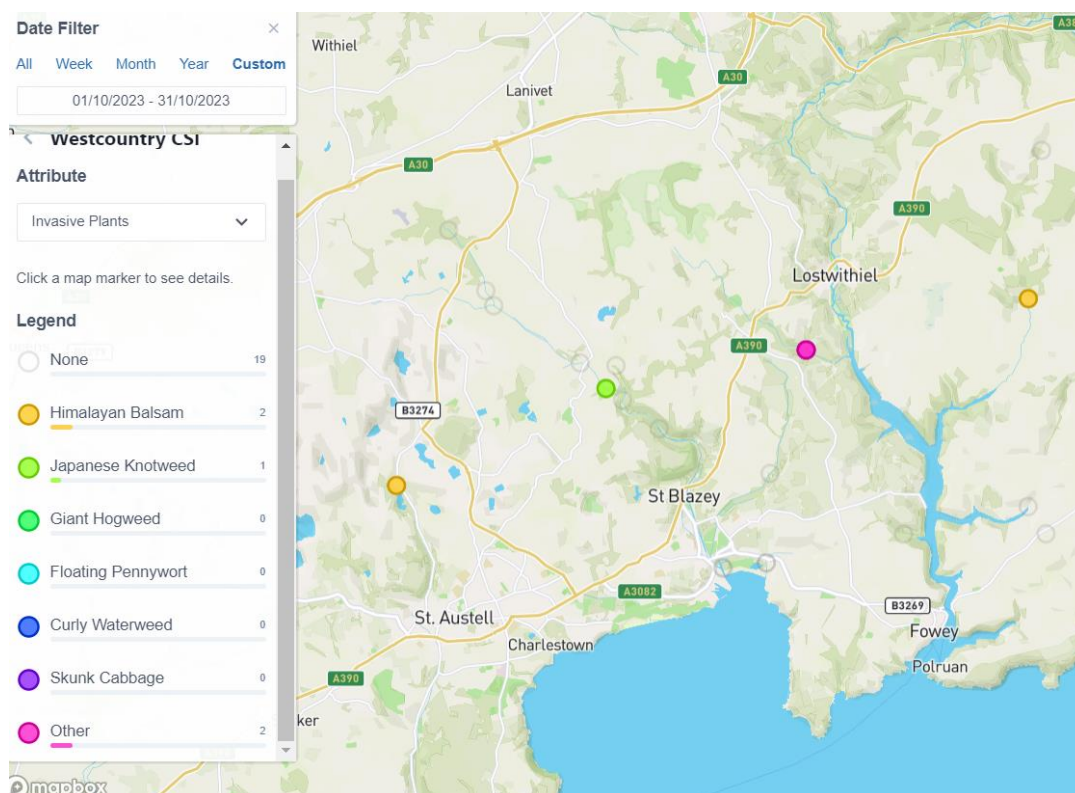 Date Filter ×
All Week Month Year Custom
01/10/2023 - 31/10/2023
Westcountry CSI
Attribute
Invasive Plants
Click a map marker to see details.
Legend
None 19
Himalayan Balsam 2
Japanese Knotweed 1
Giant Hogweed 0
Floating Pennywort 0
Curly Waterweed 0
Skunk Cabbage 0
Other 2
mapbox
Withiel
Lanivet
A30
A38
A30
A390
Lostwithiel
A390
B3274
St Blazey
A3082
St. Austell
B3269
Charlestown
Fowey
Polruan
A390
ker